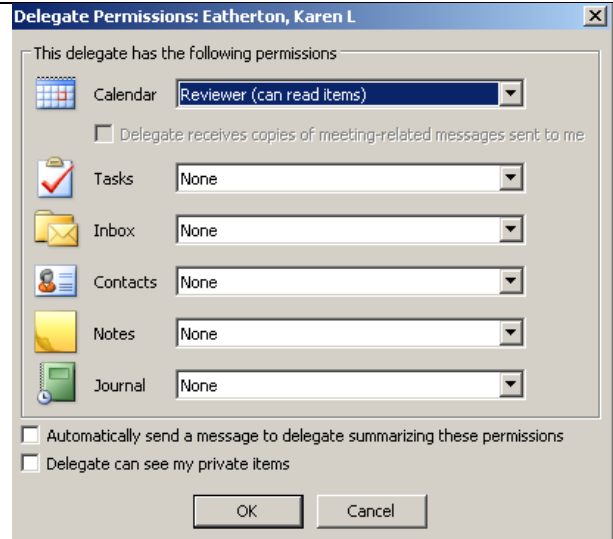 Delegate Permissions: Eatherton, Karen L
This delegate has the following permissions
Calendar Reviewer (can read items)
Delegate receives copies of meeting-related messages sent to me
Tasks None
Inbox None
Contacts None
Notes None
Journal None
Automatically send a message to delegate summarizing these permissions
Delegate can see my private items
OK Cancel